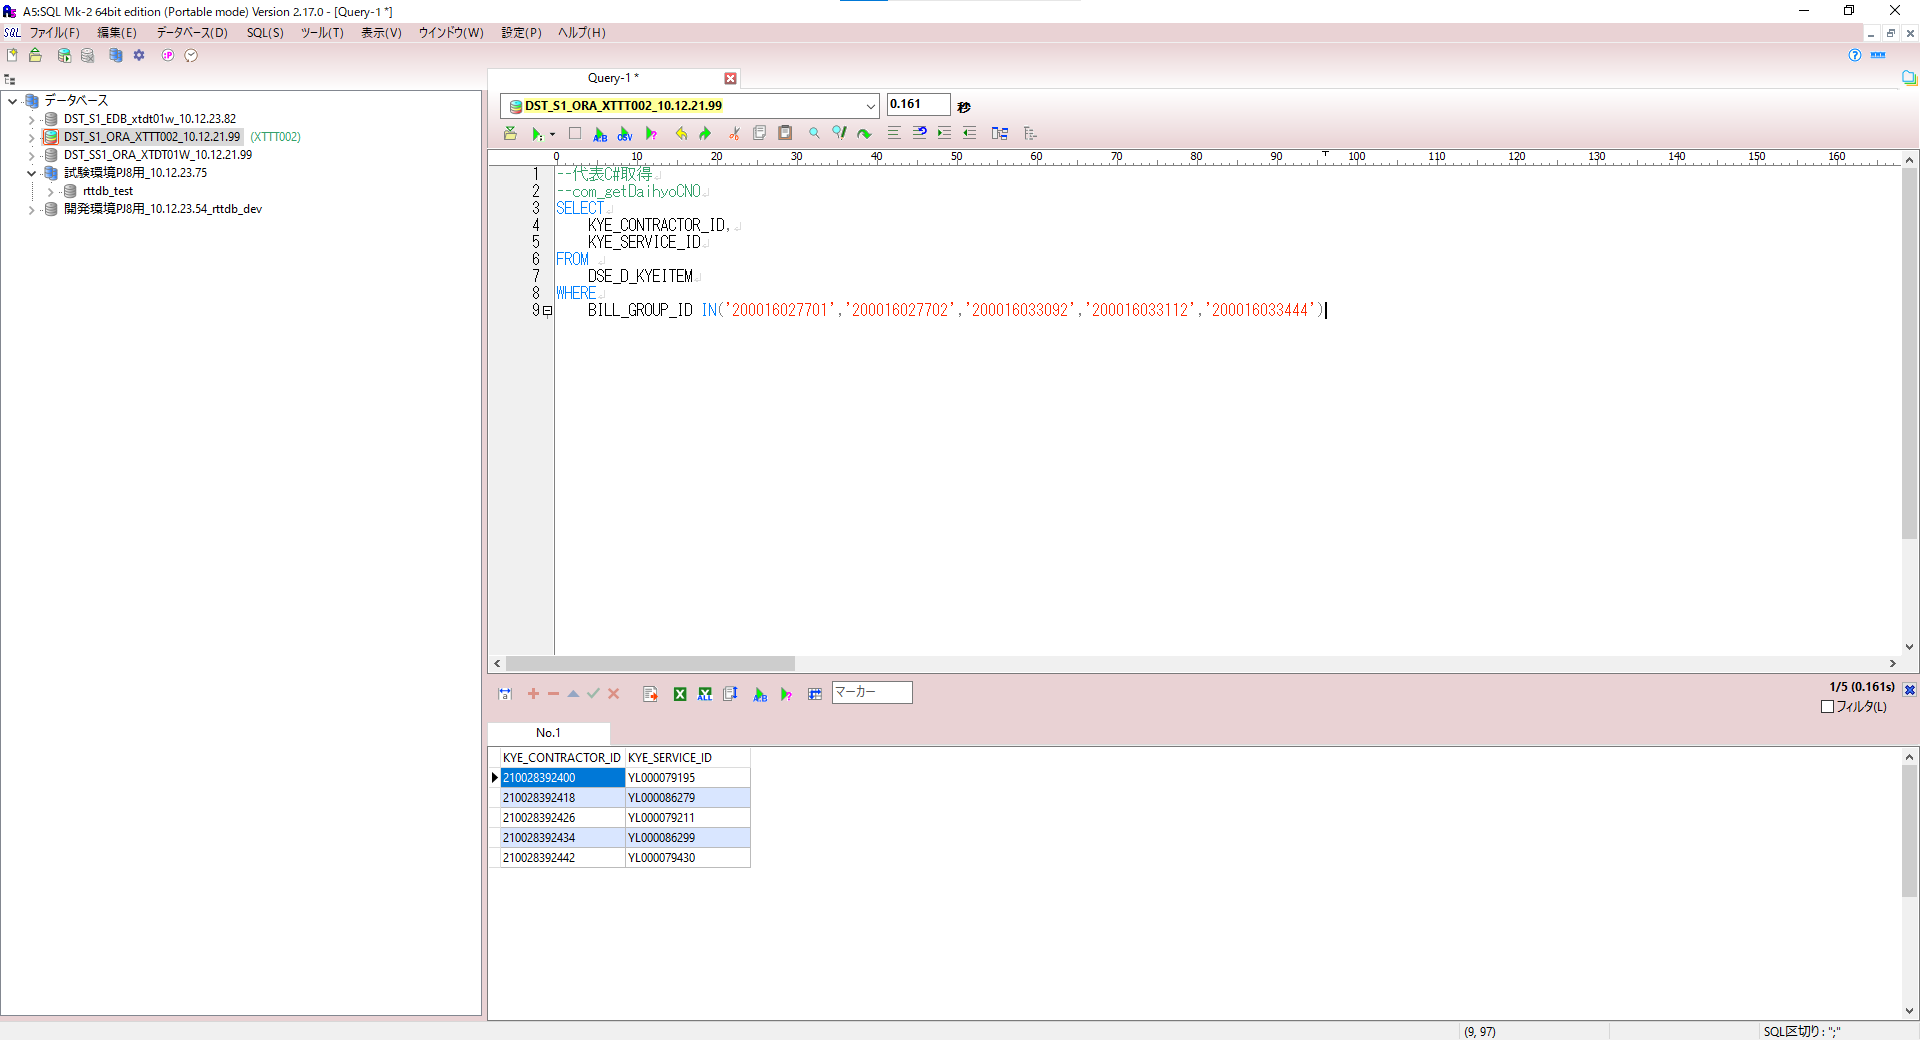 A5:SQL Mk-2 64bit edition (Portable mode) Version 2.17.0 - [Query-1 *]
SQL ファイル(F) 編集(E) データベース(D) SQL(S) ツール(T) 表示(V) ウインドウ(W) 設定(P) ヘルプ(H)
Query-1 *
データベース
DST_S1_EDB_xtdt01w_10.12.23.82
DST_S1_ORA_XTTT002_10.12.21.99 (XTTT002)
DST_SS1_ORA_XTDT01W_10.12.21.99
試験環境PJ8用_10.12.23.75
rttdb_test
開発環境PJ8用_10.12.23.54_rttdb_dev
DST_S1_ORA_XTTT002_10.12.21.99 0.161 秒
0 10 20 30 40 50 60 70 80 90 100 110 120 130 140 150 160
1 --代表C#取得
2 --com_getDaihyoCNO
3 SELECT
4 KYE_CONTRACTOR_ID,
5 KYE_SERVICE_ID
6 FROM
7 DSE_D_KYEITEM
8 WHERE
9 BILL_GROUP_ID IN('200016027701','200016027702','200016033092','200016033112','200016033444')
マーカー
1/5 (0.161s)
フィルタ(L)
No.1
KYE_CONTRACTOR_ID KYE_SERVICE_ID
210028392400 YL000079195
210028392418 YL000086279
210028392426 YL000079211
210028392434 YL000086299
210028392442 YL000079430
(9, 97) SQL区切り : ";"